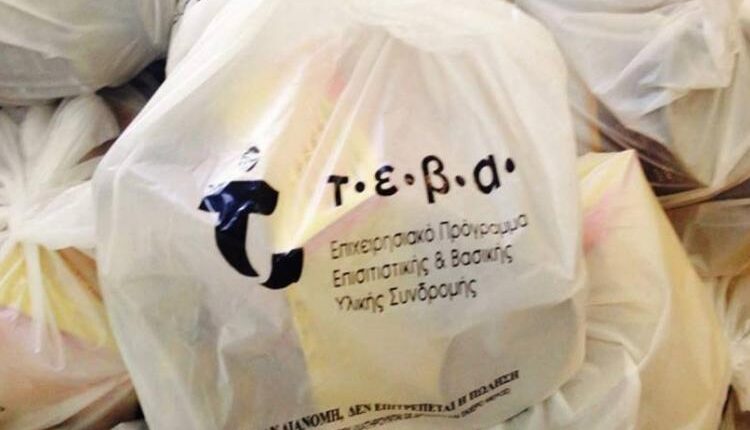 τ·ε·β·α·
Επιχειρησιακό Πρόγραμμα
Επισιτιστικής & Βασικής
Υλικής Συνδρομής
ΔΙΑΝΟΜΗ, ΔΕΝ ΕΠΙΤΡΕΠΕΤΑΙ Η ΠΩΛΗΣΗ